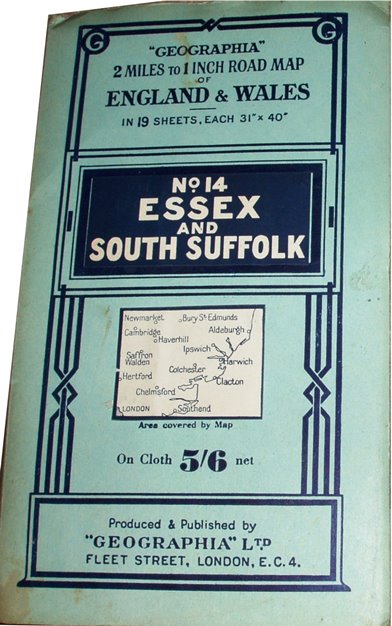 G G
"GEOGRAPHIA"
2 MILES TO 1 INCH ROAD MAP
OF
ENGLAND & WALES
IN 19 SHEETS, EACH 31" × 40"
No 14
ESSEX
AND
SOUTH SUFFOLK
Newmarket Bury St Edmunds
Cambridge Aldeburgh
Haverhill
Ipswich
Saffron
Walden Harwich
Colchester
Hertford Clacton
Chelmsford
LONDON Southend
Area covered by Map
On Cloth 5/6 net
Produced & Published by
"GEOGRAPHIA" LTD
FLEET STREET, LONDON, E.C.4.